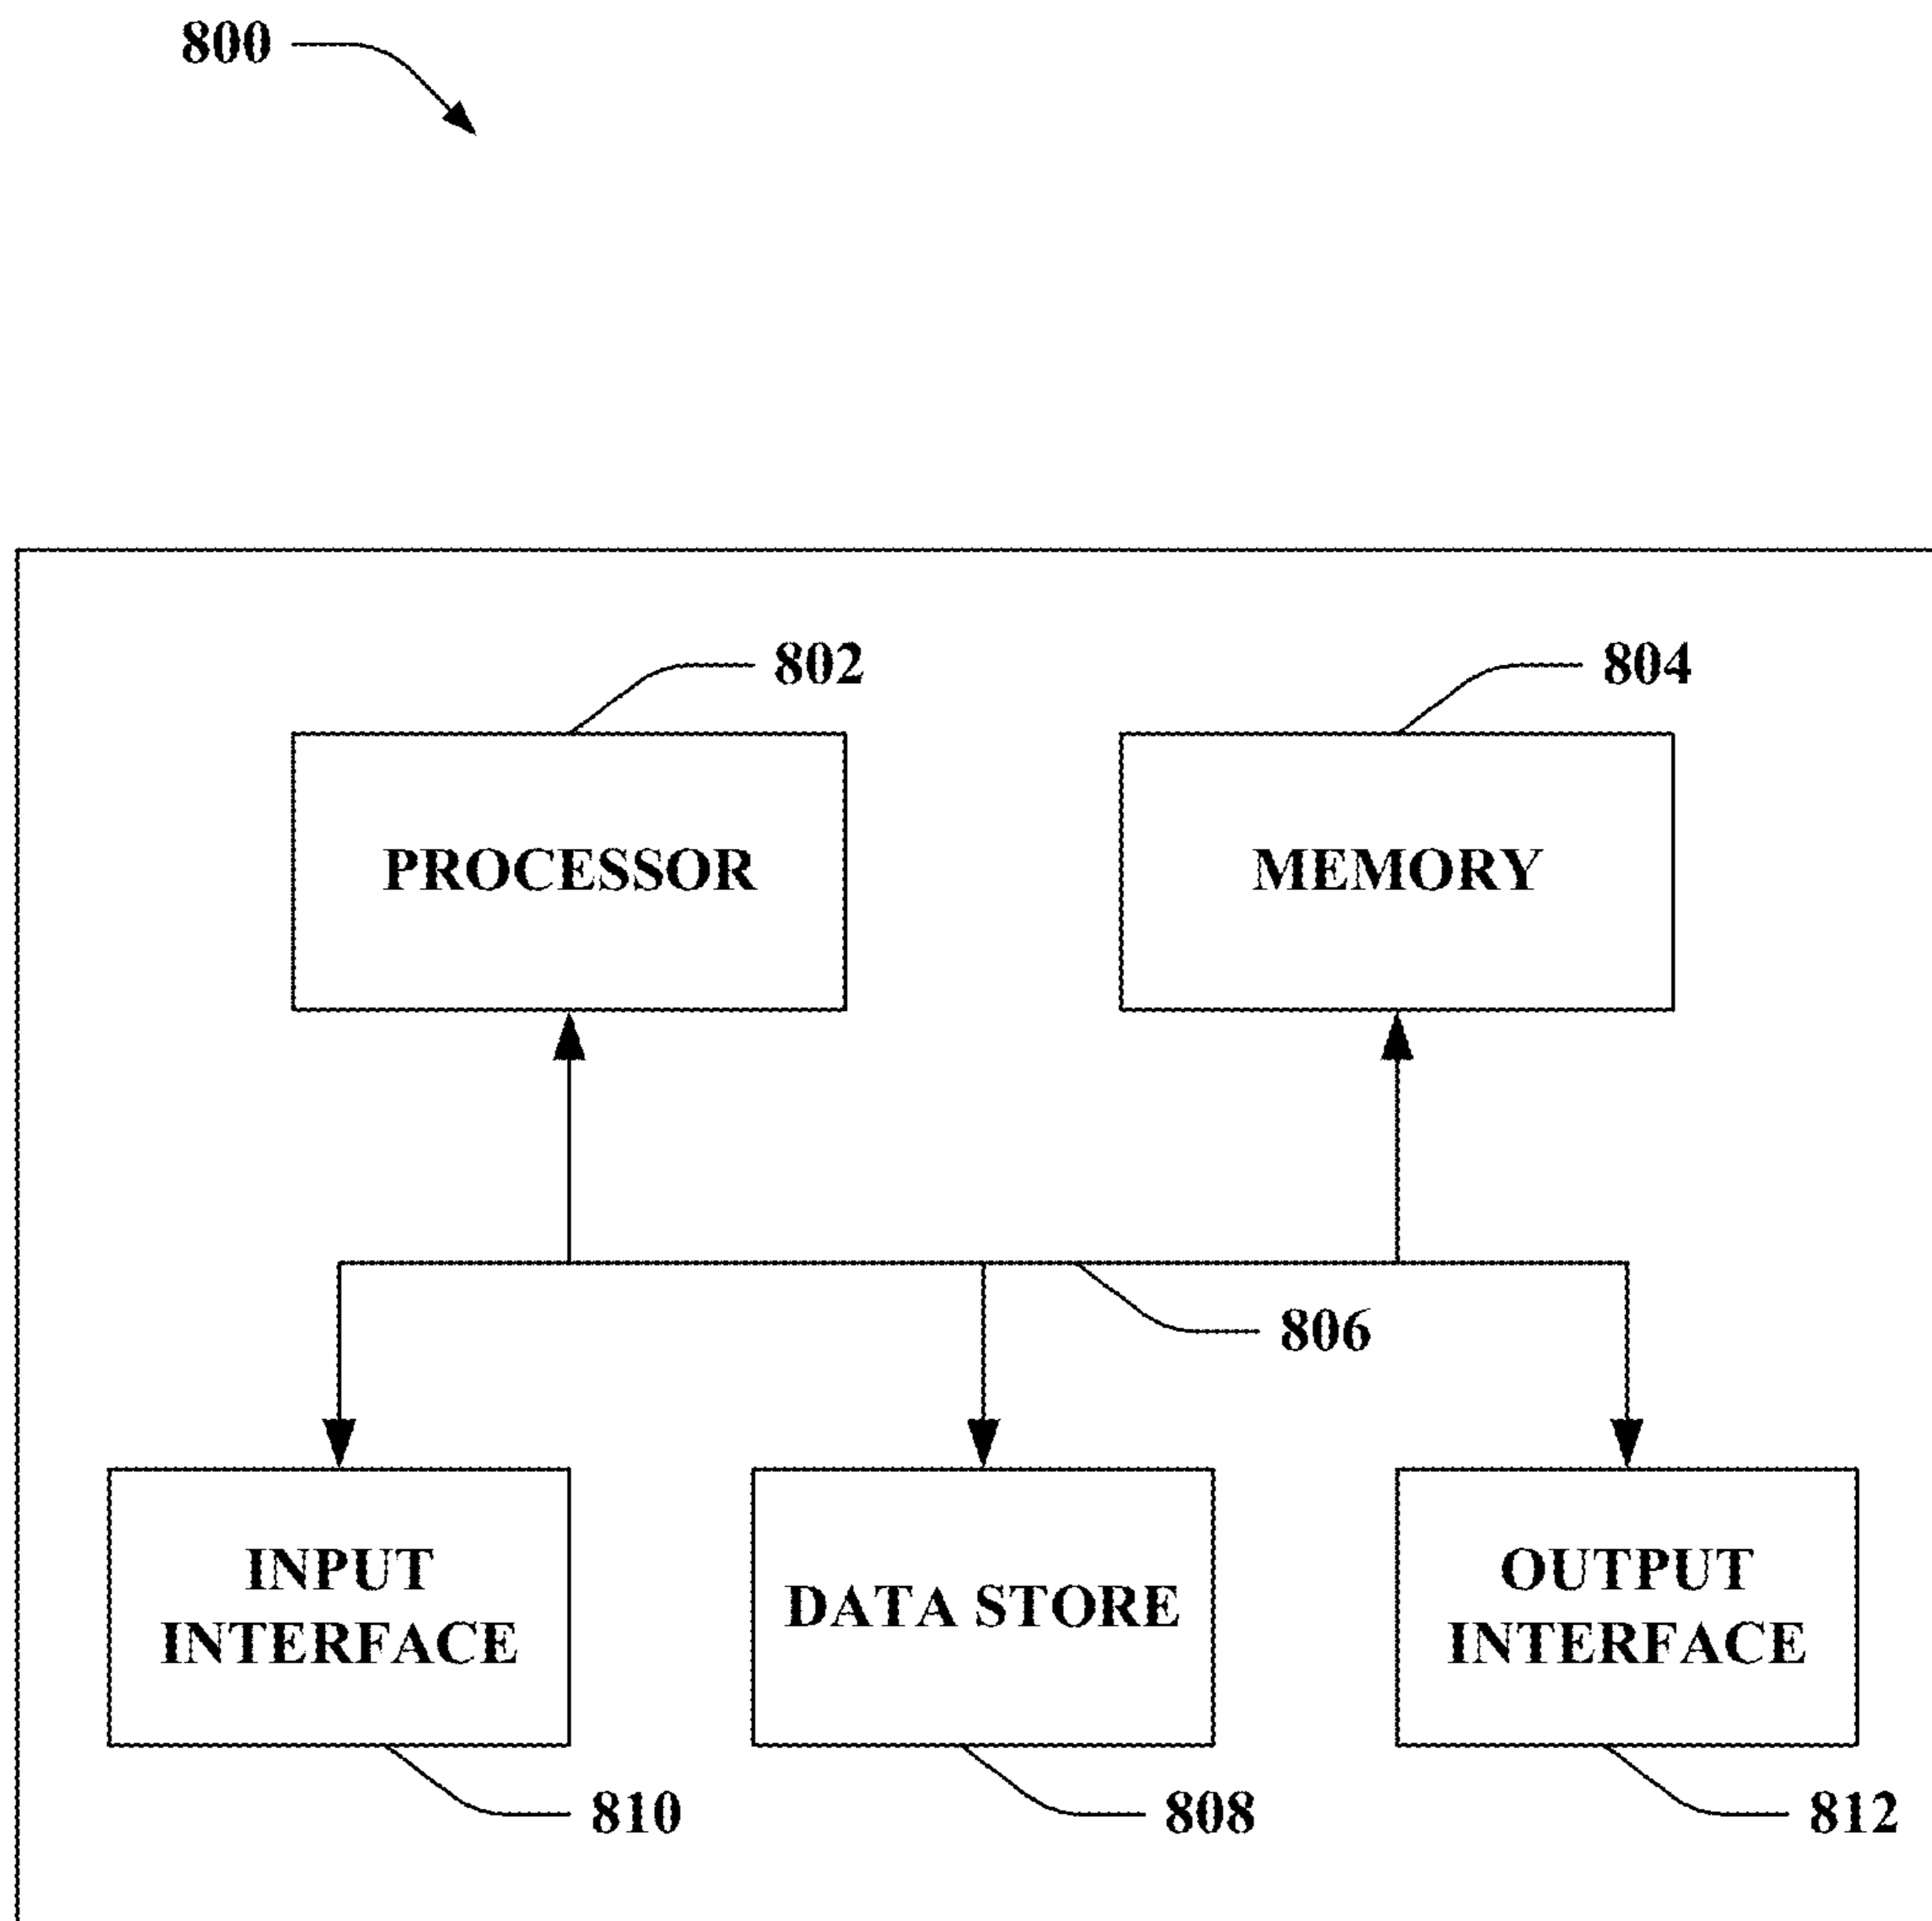 800
802
804
PROCESSOR
MEMORY
806
INPUT
INTERFACE
DATA STORE
OUTPUT
INTERFACE
810
808
812